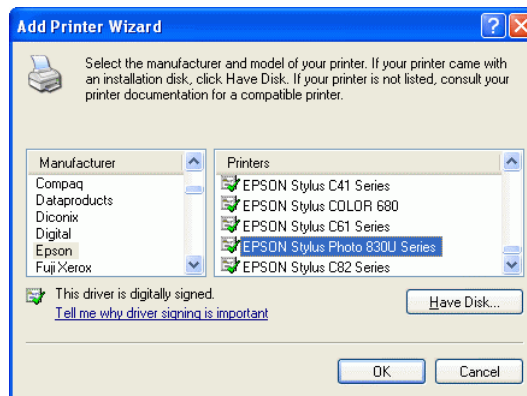 Add Printer Wizard
Select the manufacturer and model of your printer. If your printer came with
an installation disk, click Have Disk. If your printer is not listed, consult your
printer documentation for a compatible printer.
Manufacturer
Compaq
Dataproducts
Diconix
Digital
Epson
Fuji Xerox
Printers
EPSON Stylus C41 Series
EPSON Stylus COLOR 680
EPSON Stylus C61 Series
EPSON Stylus Photo 830U Series
EPSON Stylus C82 Series
This driver is digitally signed.
Tell me why driver signing is important
Have Disk...
OK
Cancel